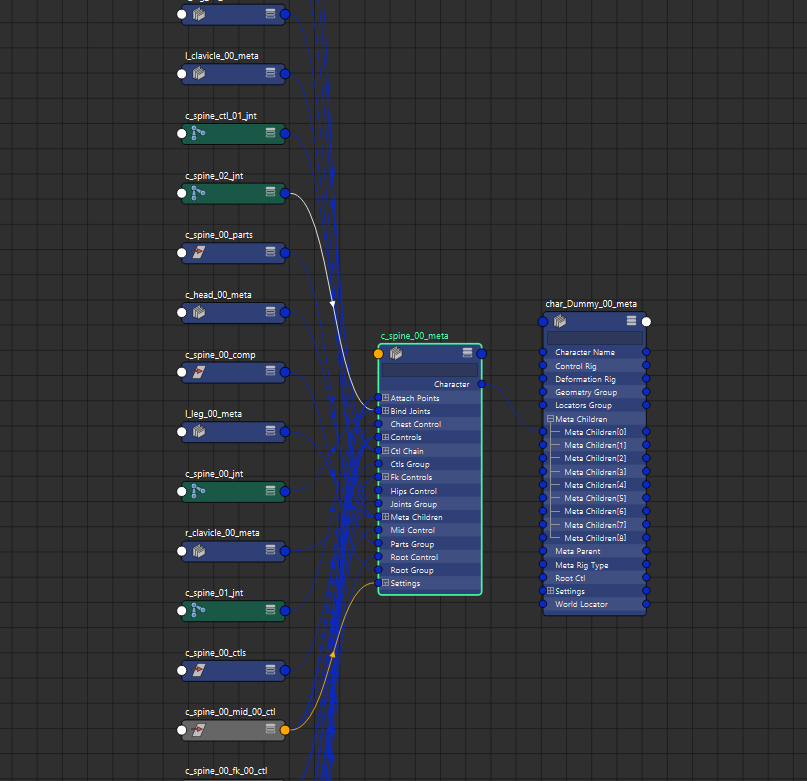 l_clavicle_00_meta
c_spine_ctl_01_jnt
c_spine_02_jnt
c_spine_00_parts
c_head_00_meta
c_spine_00_comp
l_leg_00_meta
c_spine_00_jnt
r_clavicle_00_meta
c_spine_01_jnt
c_spine_00_ctls
c_spine_00_mid_00_ctl
c_spine_00_fk_00_ctl
c_spine_00_meta
Character
Attach Points
Bind Joints
Chest Control
Controls
Ctl Chain
Ctls Group
Fk Controls
Hips Control
Joints Group
Meta Children
Mid Control
Parts Group
Root Control
Root Group
Settings
char_Dummy_00_meta
Character Name
Control Rig
Deformation Rig
Geometry Group
Locators Group
Meta Children
Meta Children[0]
Meta Children[1]
Meta Children[2]
Meta Children[3]
Meta Children[4]
Meta Children[5]
Meta Children[6]
Meta Children[7]
Meta Children[8]
Meta Parent
Meta Rig Type
Root Ctl
Settings
World Locator